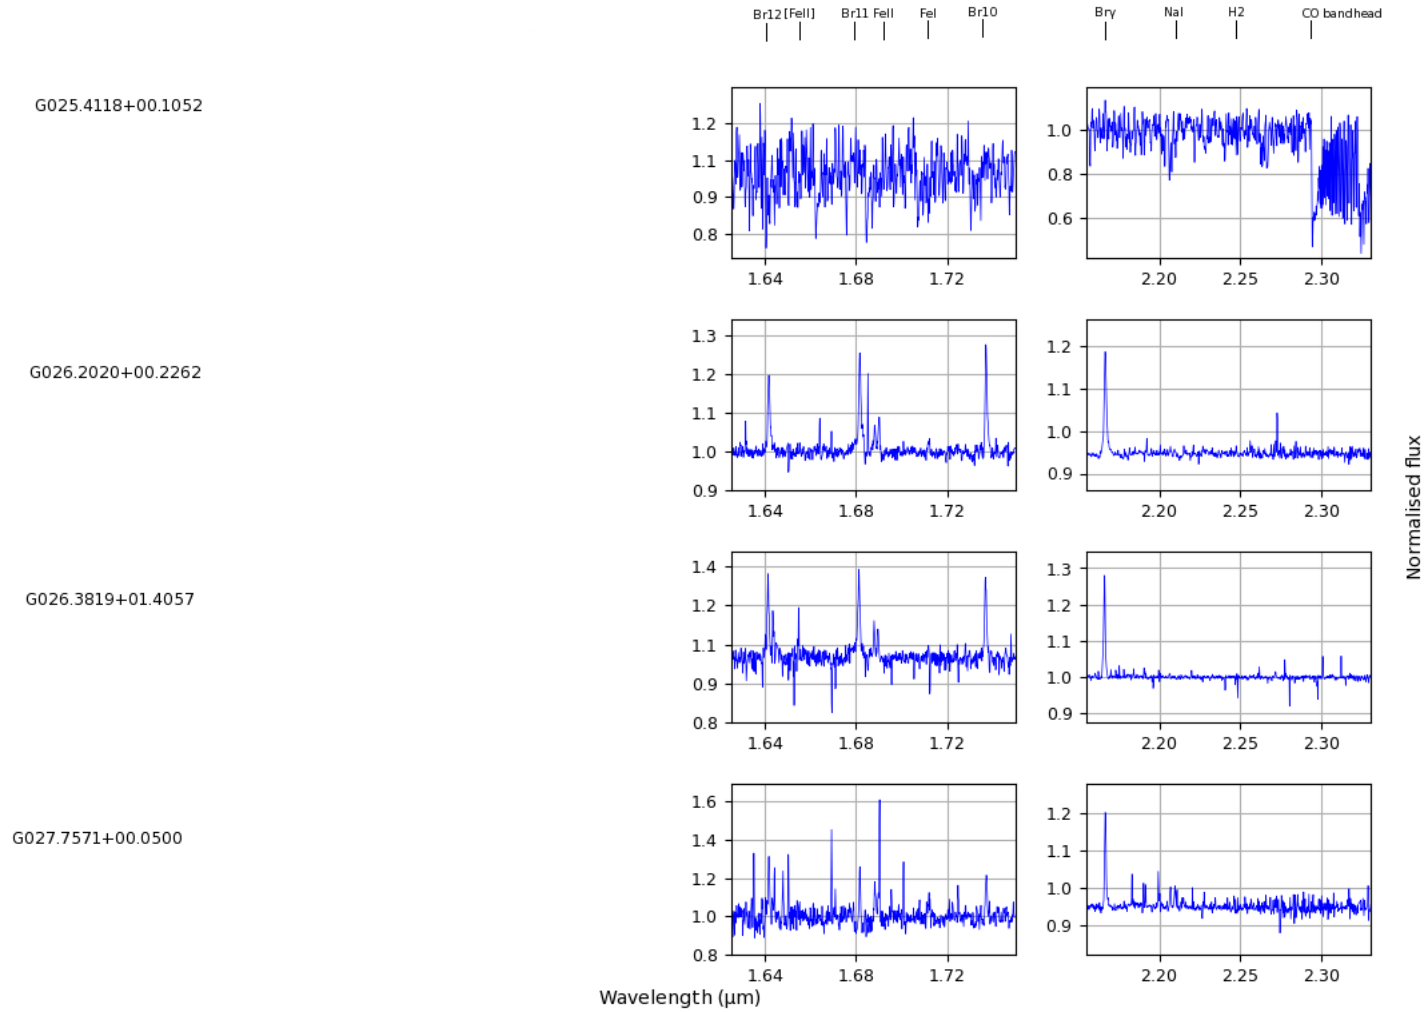 Br12 [FeII] Br11 FeII FeI Br10 Brγ NaI H2 CO bandhead
G025.4118+00.1052
1.2
1.1
0.9
0.8
1.64 1.68 1.72
1.0
0.8
0.6
2.20 2.25 2.30
G026.2020+00.2262
1.3
1.2
1.1
1.0
0.9
1.64 1.68 1.72
1.2
1.1
1.0
0.9
2.20 2.25 2.30
G026.3819+01.4057
1.4
1.2
1.1
0.9
0.8
1.64 1.68 1.72
1.3
1.2
1.1
1.0
0.9
2.20 2.25 2.30
G027.7571+00.0500
1.6
1.4
1.2
1.0
0.8
1.64 1.68 1.72
1.2
1.1
1.0
0.9
2.20 2.25 2.30
Wavelength (μm)
Normalised flux